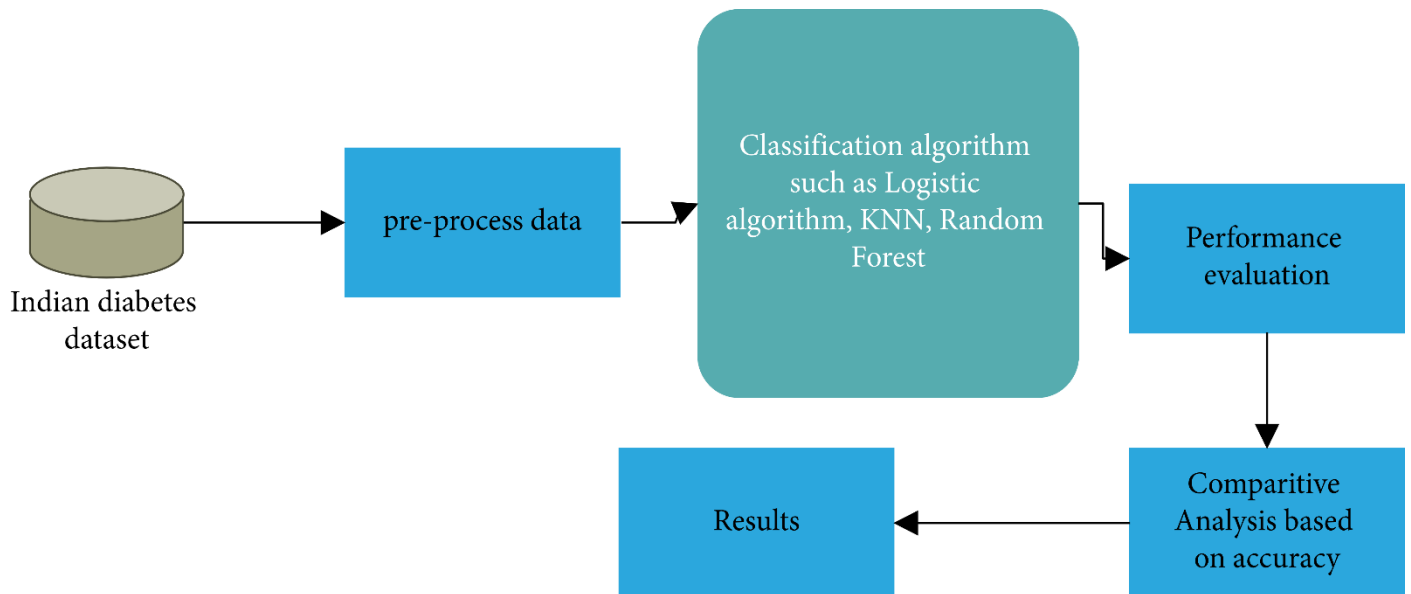 Indian diabetes
dataset
pre-process data
Classification algorithm
such as Logistic
algorithm, KNN, Random
Forest
Performance
evaluation
Comparitive
Analysis based
on accuracy
Results